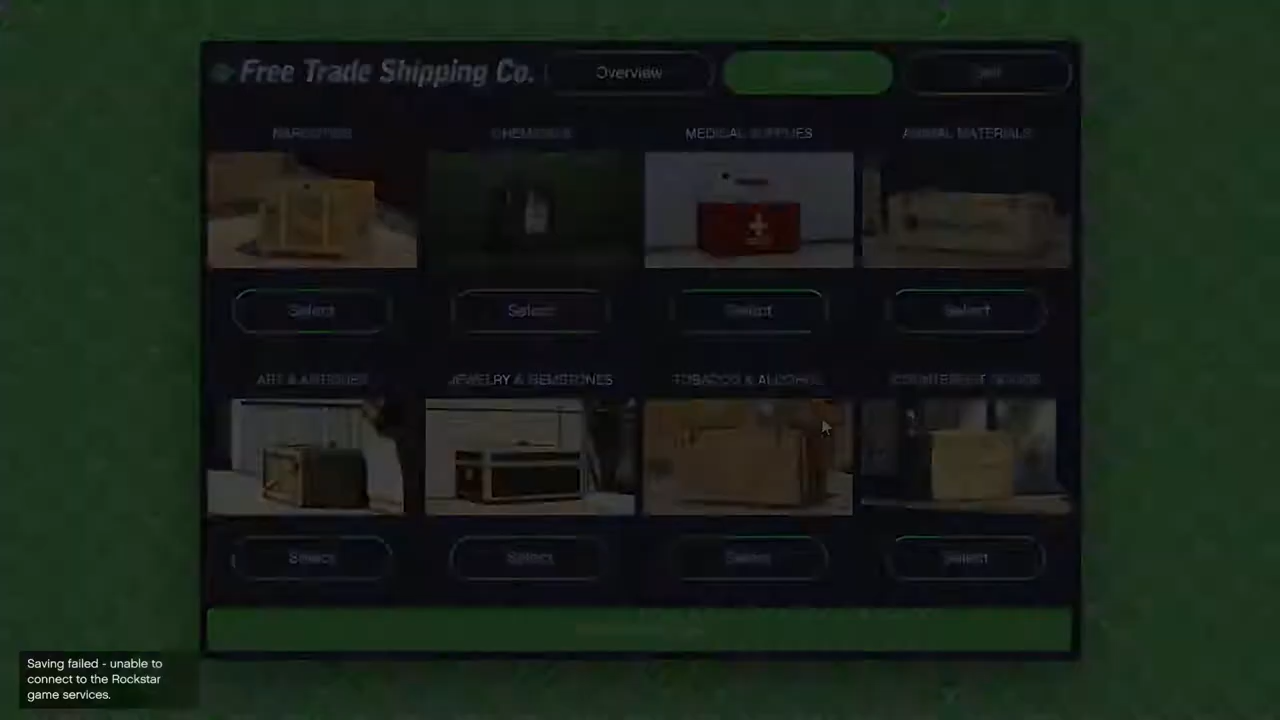 Free Trade Shipping Co.
Overview
Sell
NARCOTICS
CHEMICALS
MEDICAL SUPPLIES
ANIMAL MATERIALS
Select
Select
Select
Select
ART & ANTIQUES
JEWELRY & GEMSTONES
TOBACCO & ALCOHOL
COUNTERFEIT GOODS
Select
Select
Select
Select
Saving failed - unable to
connect to the Rockstar
game services.